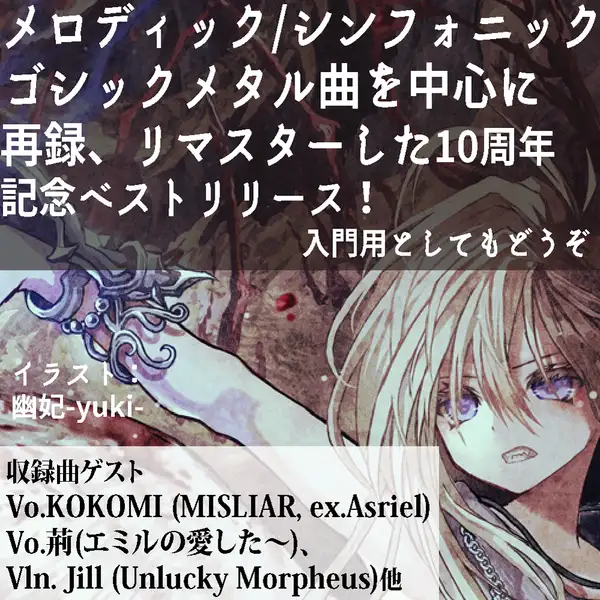 メロディック/シンフォニック
ゴシックメタル曲を中心に
再録、リマスターした10周年
記念ベストリリース！
入門用としてもどうぞ
イラスト：
幽妃-yuki-
収録曲ゲスト
Vo.KOKOMI (MISLIAR, ex.Asriel)
Vo.荊(エミルの愛した～)、
Vln. Jill (Unlucky Morpheus)他